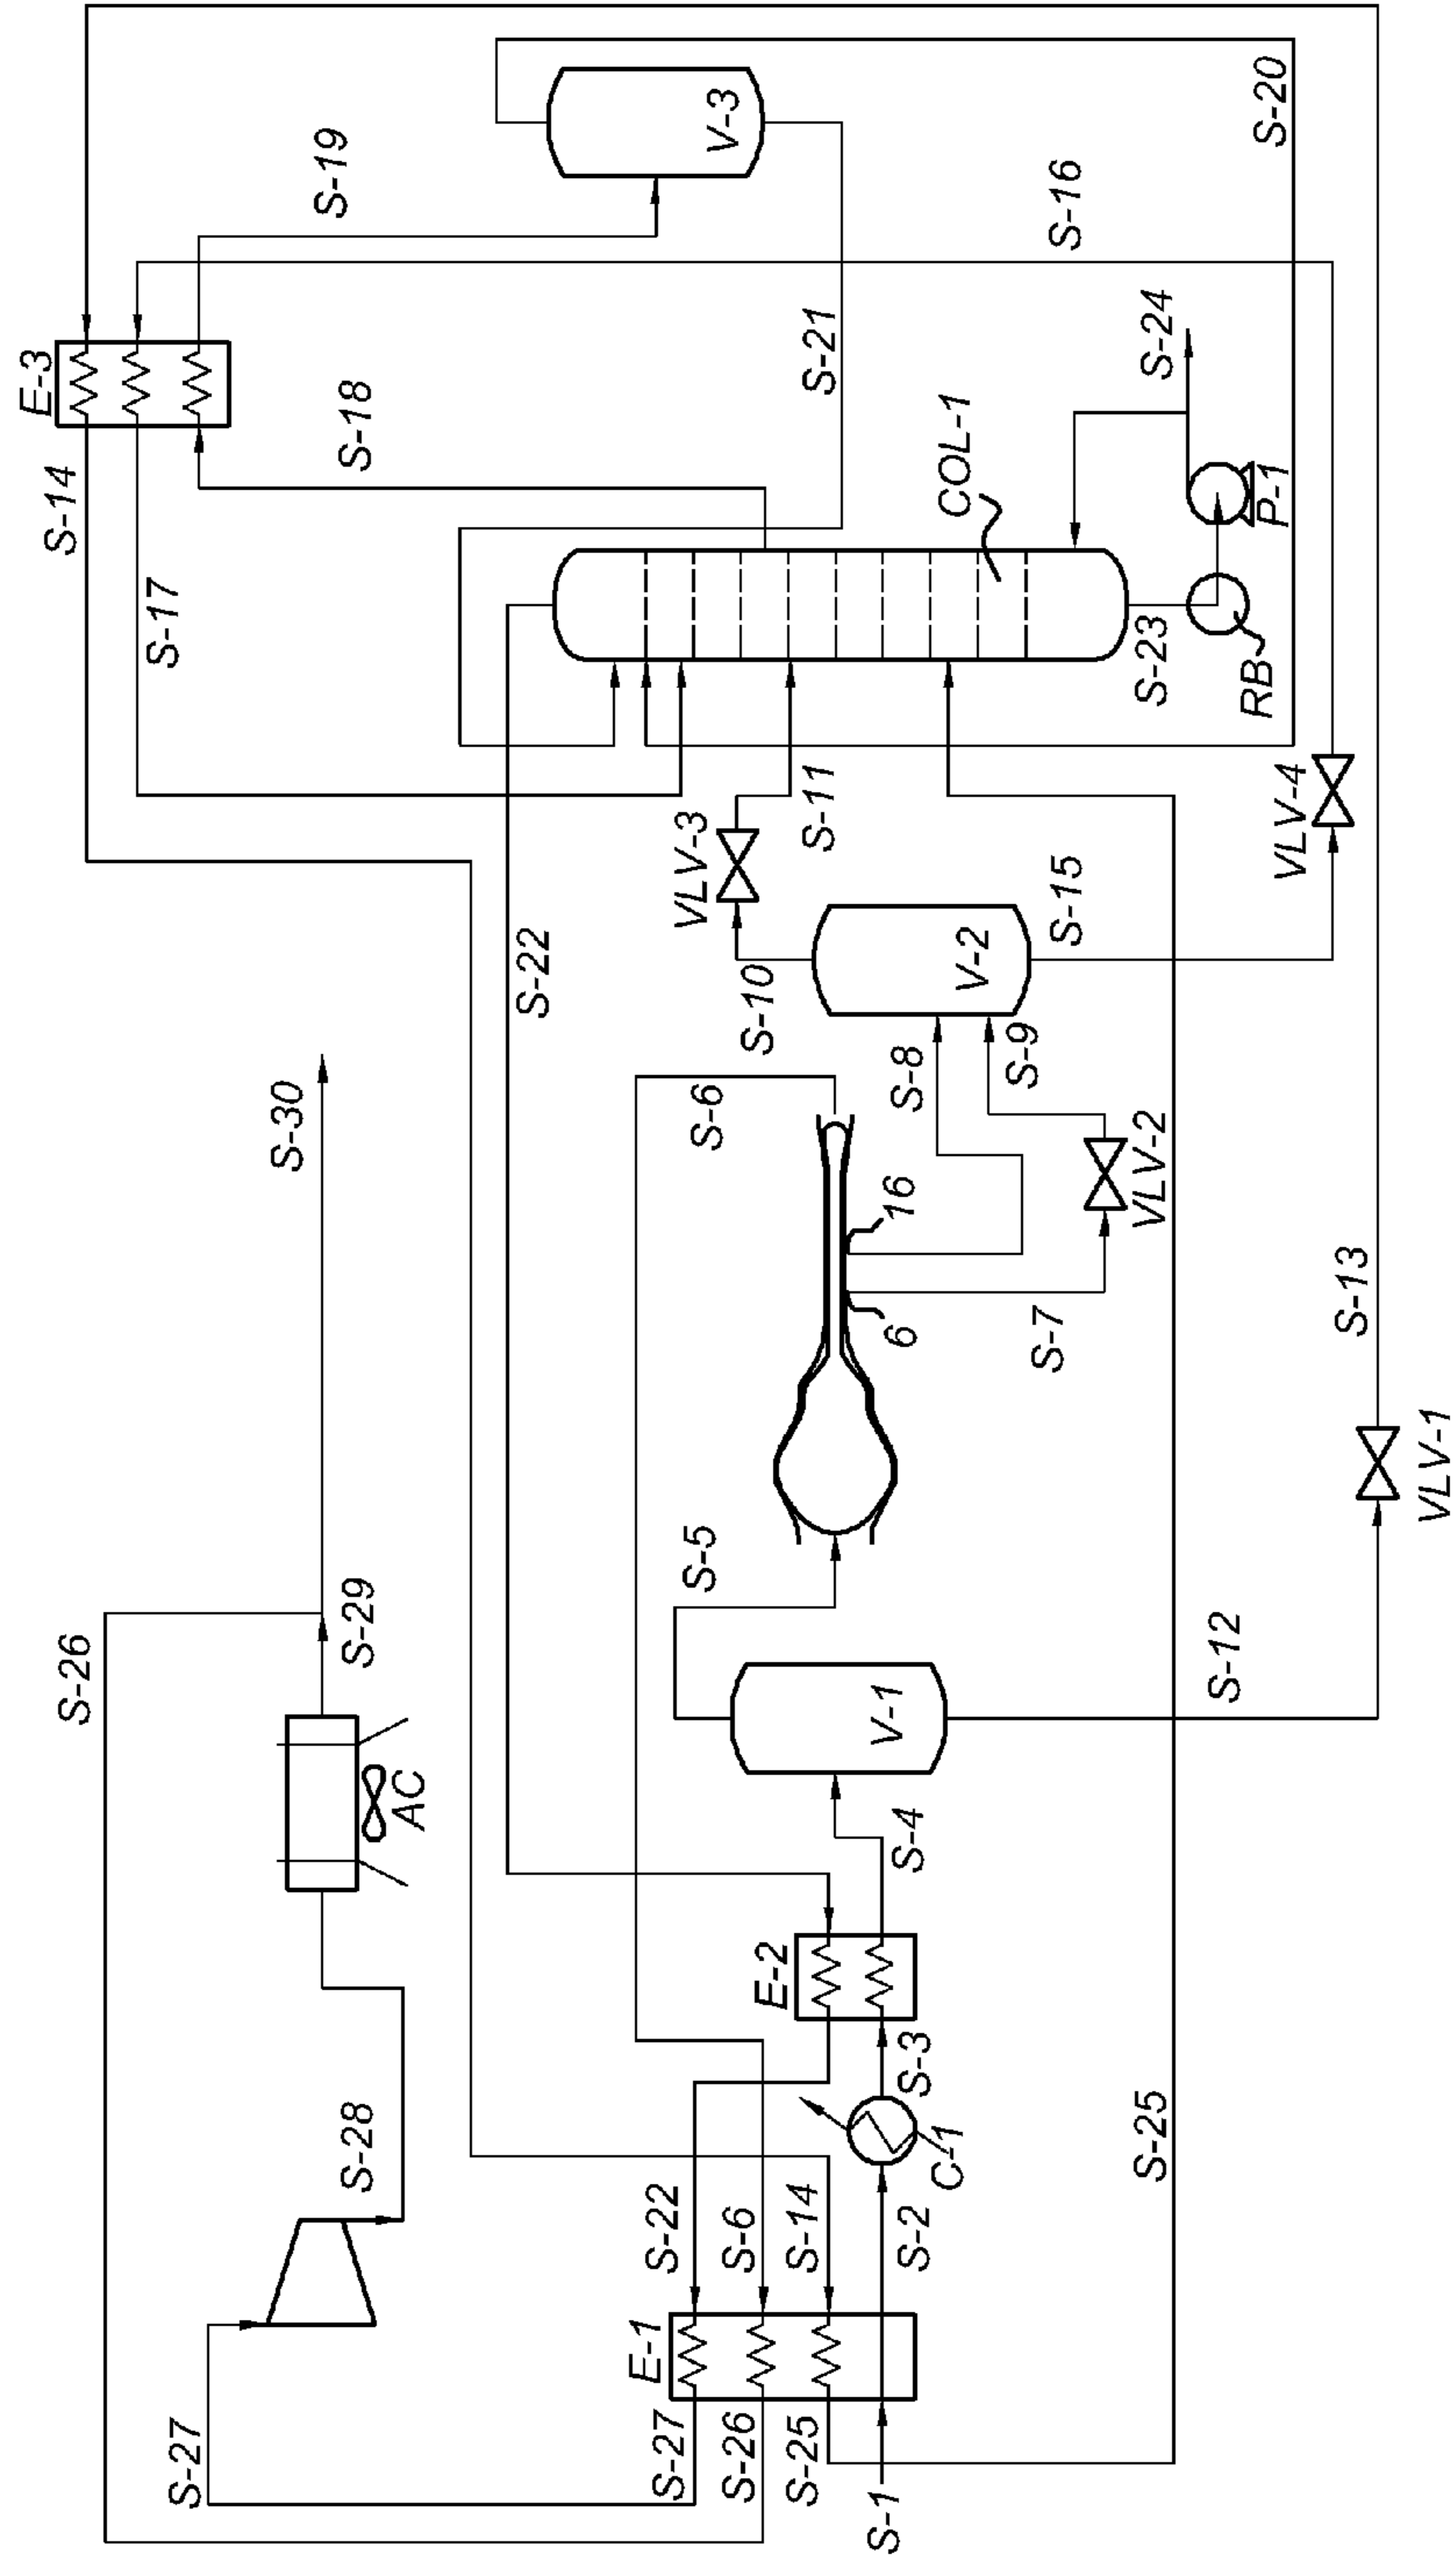 E-3
S-14
S-17
S-18
S-19
V-3
S-20
S-16
S-21
COL-1
S-24
P-1
RB
S-23
S-22
VLV-3
S-11
S-10
V-2
S-15
VLV-4
S-8
S-9
S-6
16
6
VLV-2
S-7
S-13
VLV-1
S-30
S-29
S-26
AC
S-5
V-1
S-12
S-4
E-2
S-3
C-1
S-28
S-27
S-22
S-6
S-14
S-2
S-25
E-1
S-27
S-26
S-25
S-1